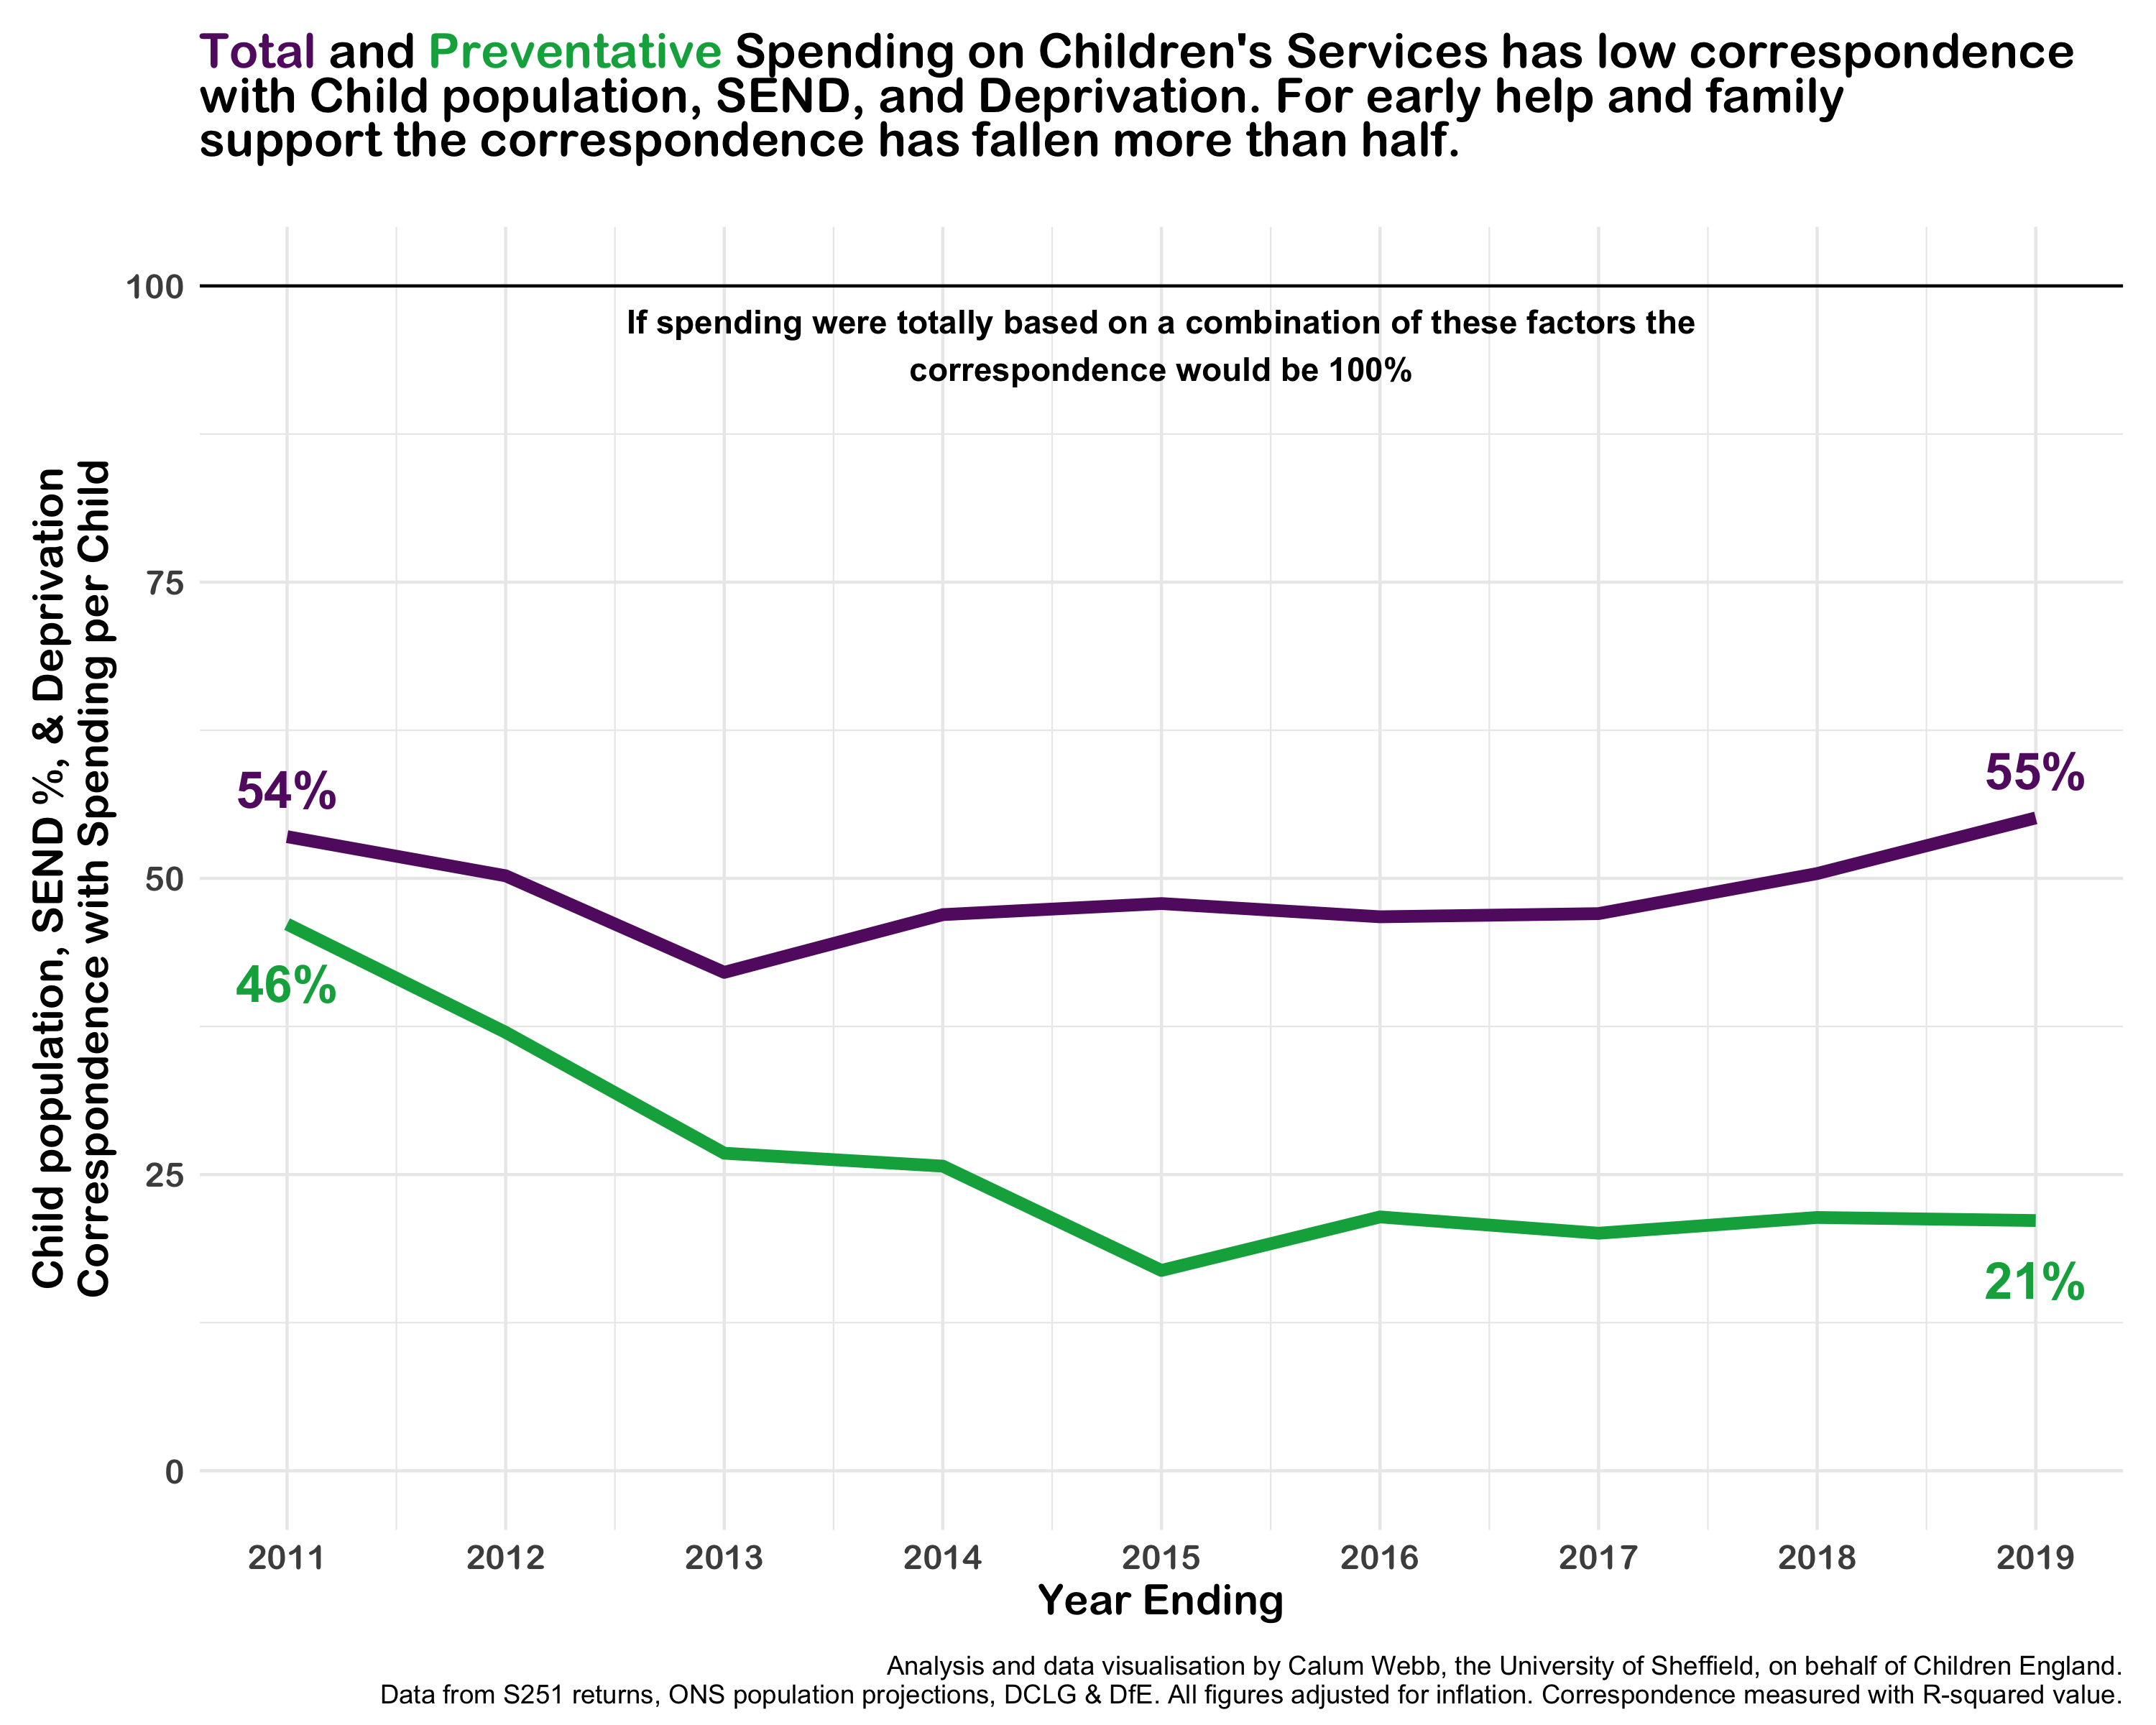 Total and Preventative Spending on Children's Services has low correspondence
with Child population, SEND, and Deprivation. For early help and family
support the correspondence has fallen more than half.
100
If spending were totally based on a combination of these factors the
correspondence would be 100%
75
50
25
0
Child population, SEND %, & Deprivation
Correspondence with Spending per Child
54%
55%
46%
21%
2011 2012 2013 2014 2015 2016 2017 2018 2019
Year Ending
Analysis and data visualisation by Calum Webb, the University of Sheffield, on behalf of Children England.
Data from S251 returns, ONS population projections, DCLG & DfE. All figures adjusted for inflation. Correspondence measured with R-squared value.